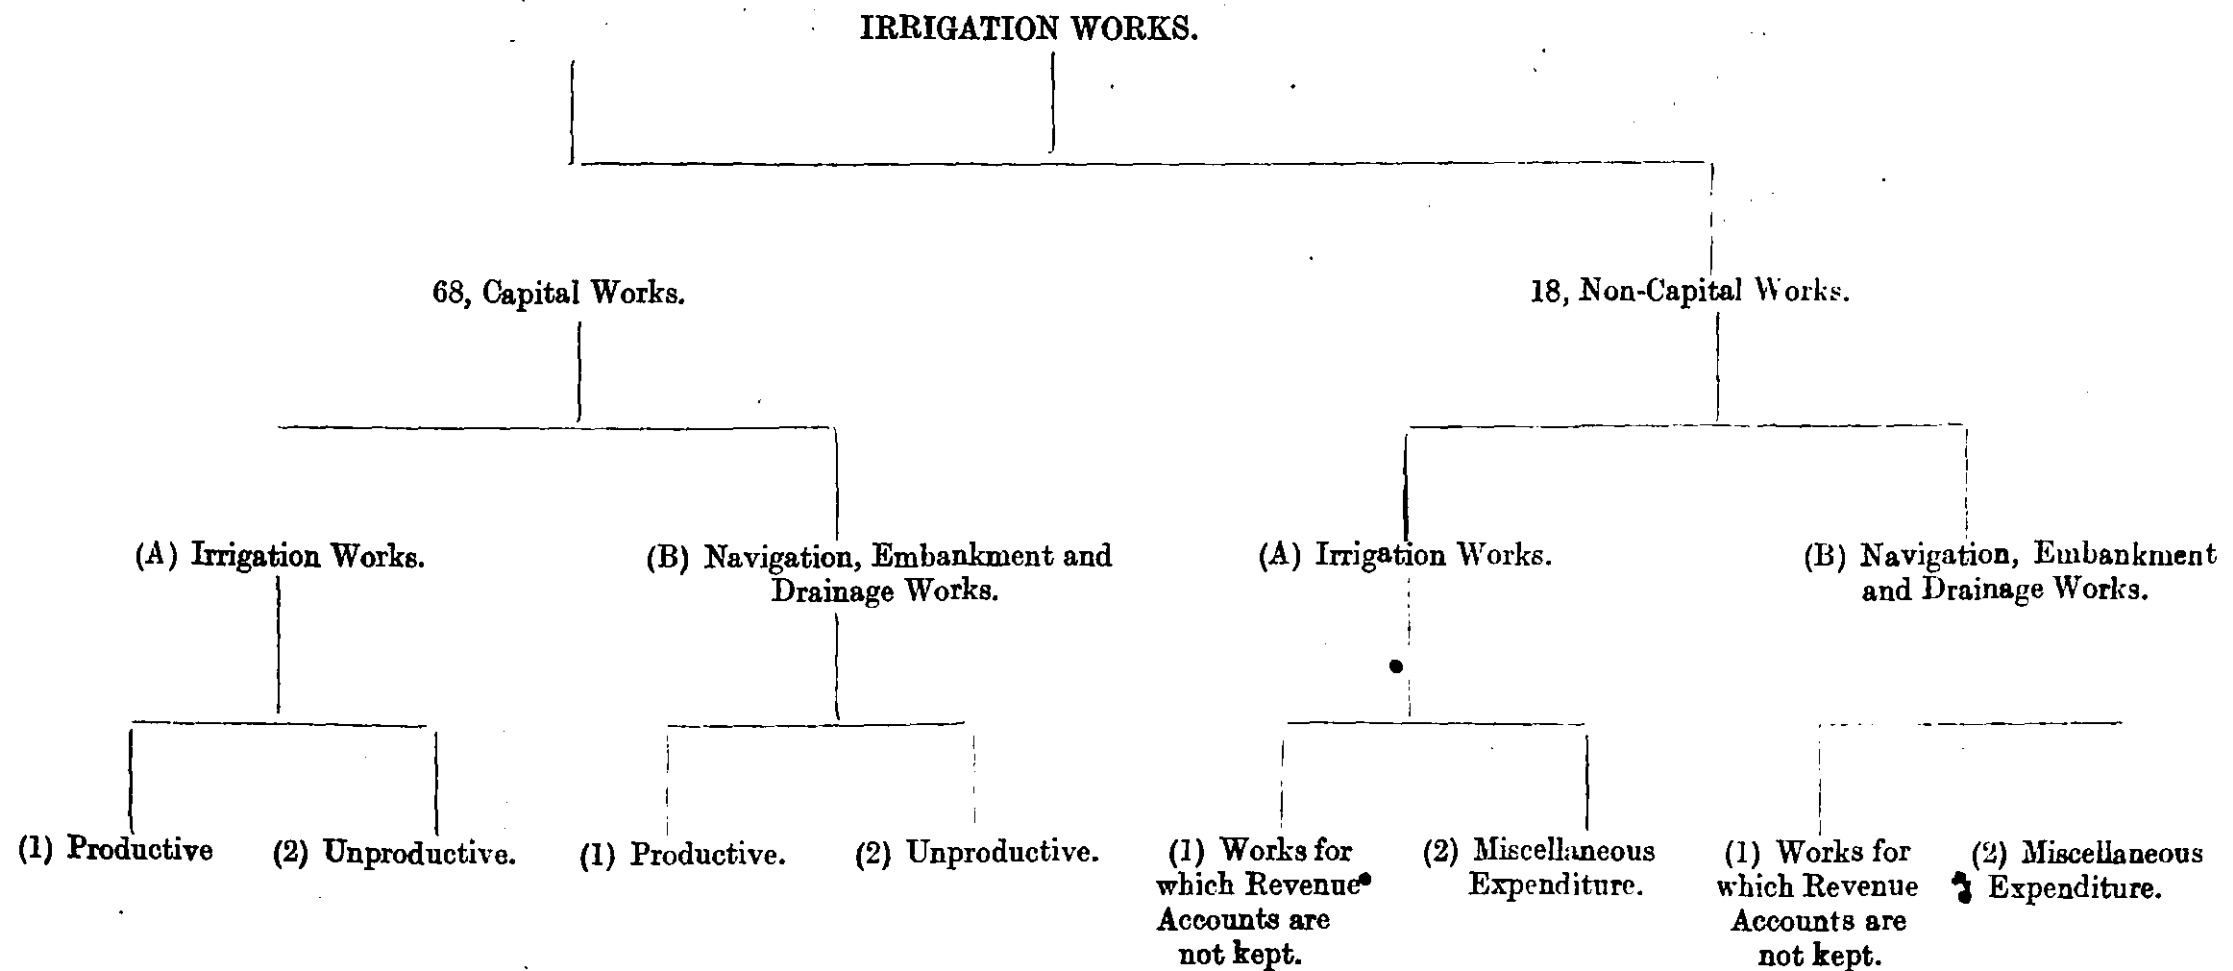 IRRIGATION WORKS.
68, Capital Works.
18, Non-Capital Works.
(A) Irrigation Works.
(B) Navigation, Embankment and
Drainage Works.
(A) Irrigation Works.
(B) Navigation, Embankment
and Drainage Works.
(1) Productive
(2) Unproductive.
(1) Productive.
(2) Unproductive.
(1) Works for
which Revenue
Accounts are
not kept.
(2) Miscellaneous
Expenditure.
(1) Works for
which Revenue
Accounts are
not kept.
(2) Miscellaneous
Expenditure.